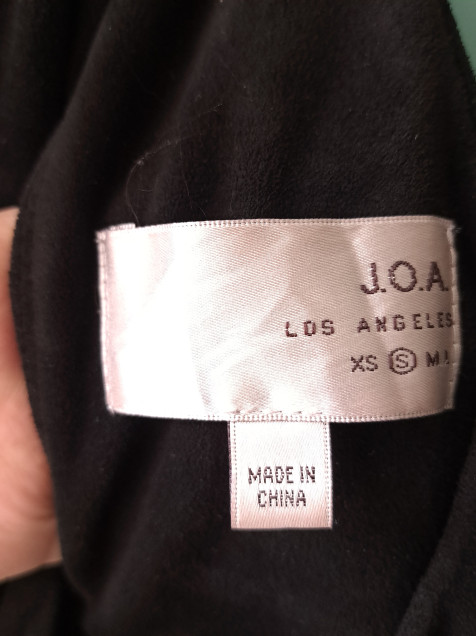 J.O.A.
LOS ANGELES
XS S M
MADE IN
CHINA